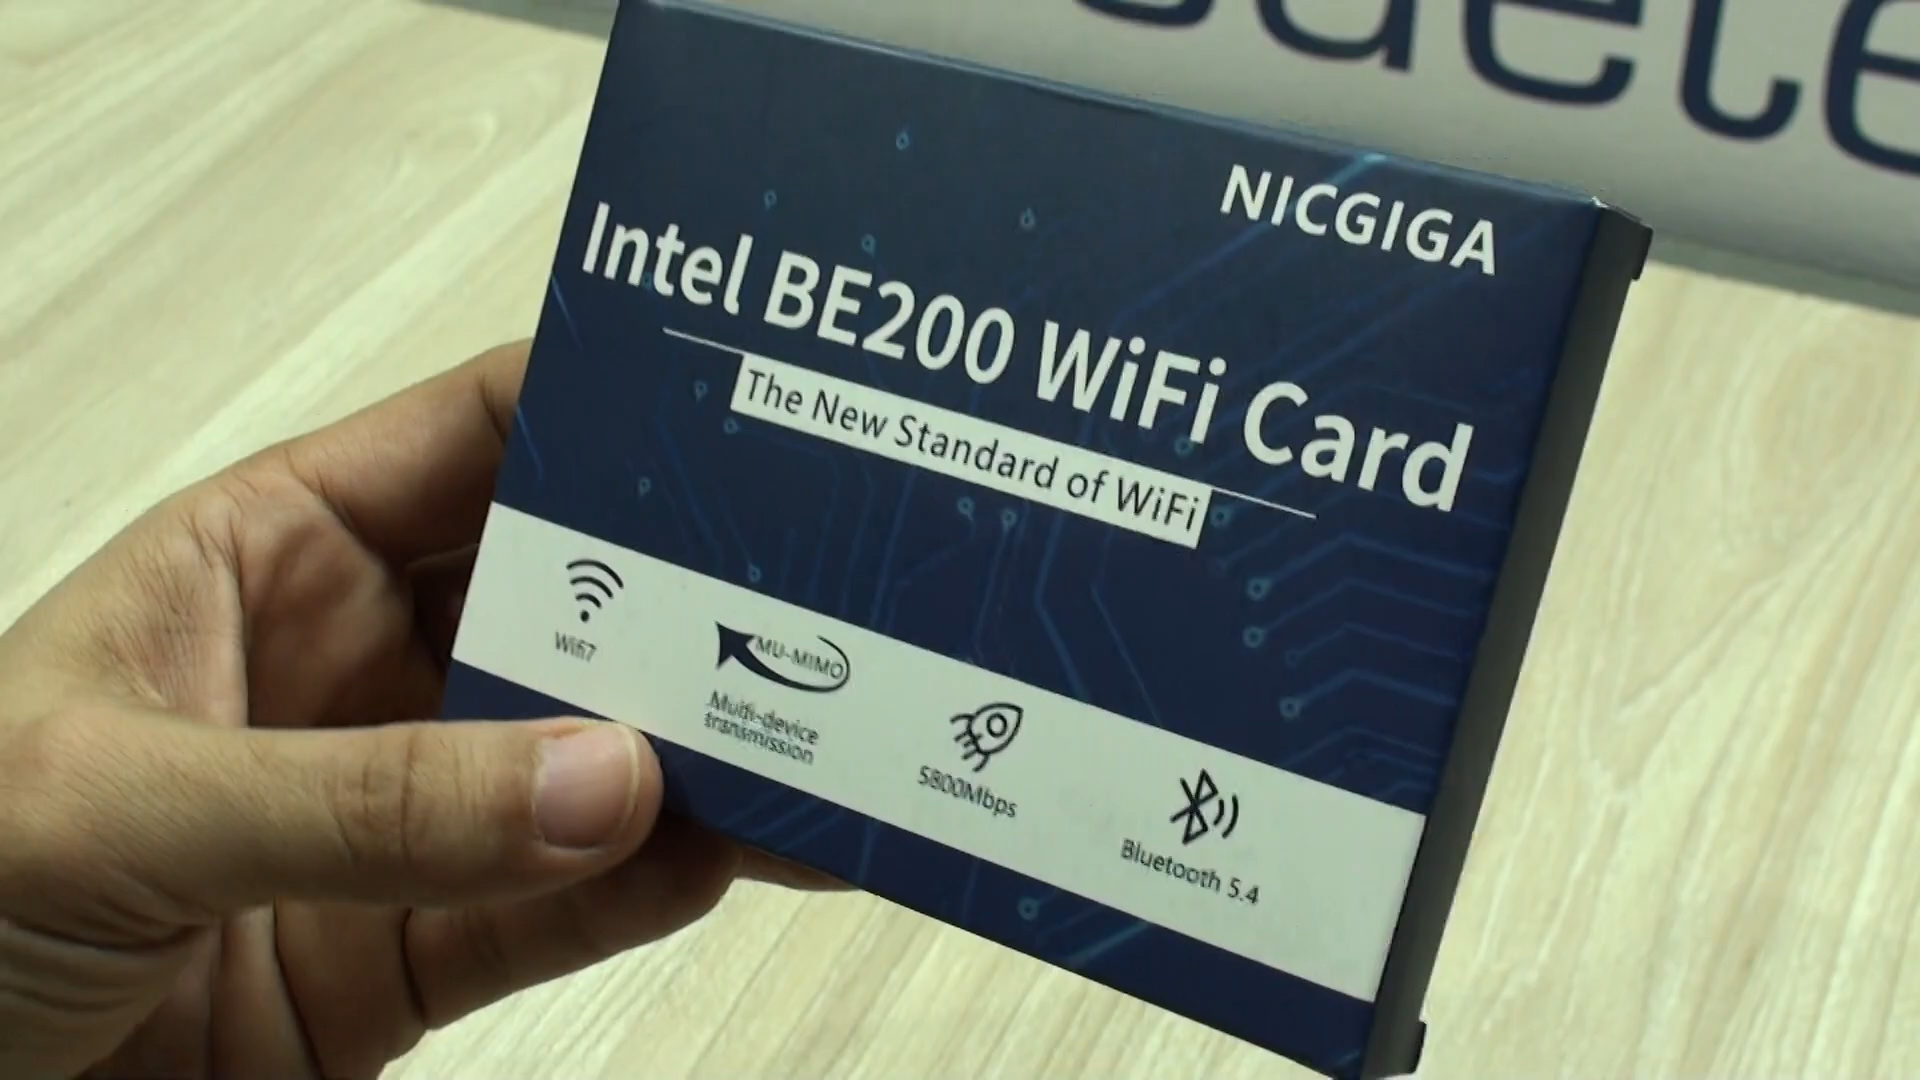 NICGIGA
Intel BE200 WiFi Card
The New Standard of WiFi
Wifi7
MU-MIMO
Multi-device
transmission
5800Mbps
Bluetooth 5.4